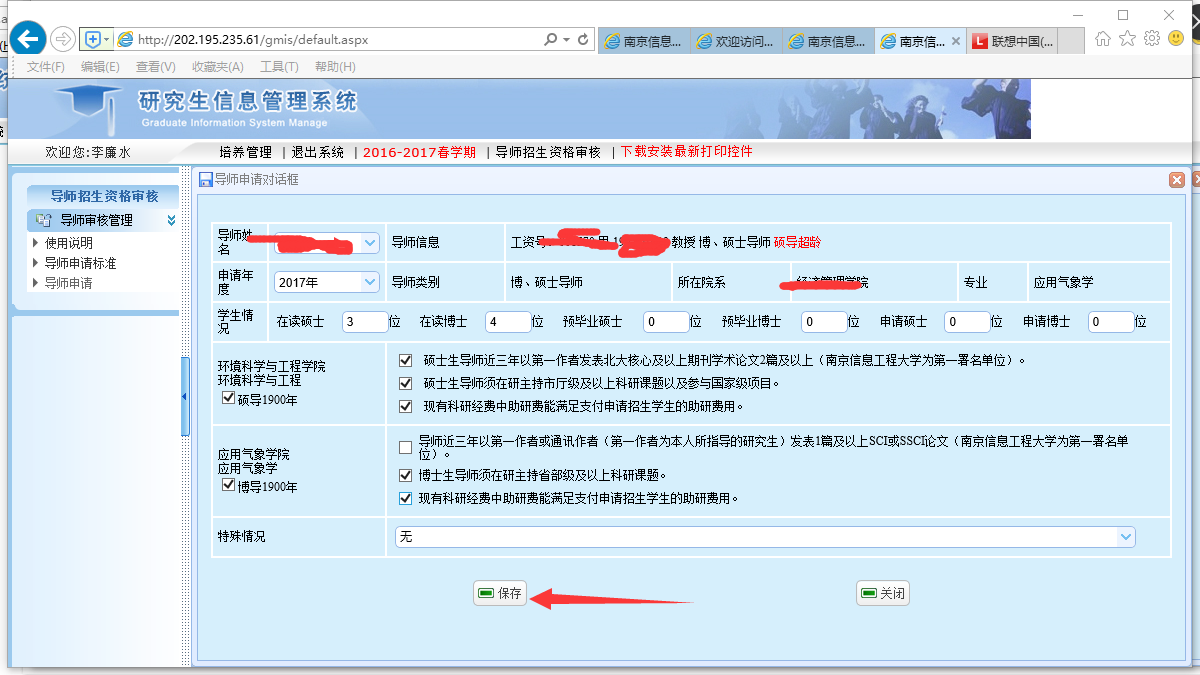 http://202.195.235.61/gmis/default.aspx
南京信息...
欢迎访问...
南京信息...
南京信...
联想中国(...
文件(F) 编辑(E) 查看(V) 收藏夹(A) 工具(T) 帮助(H)
研究生信息管理系统
Graduate Information System Manage
欢迎您:李廉水
培养管理 | 退出系统 | 2016-2017春学期 | 导师招生资格审核 | 下载安装最新打印控件
导师招生资格审核
导师审核管理
使用说明
导师申请标准
导师申请
导师申请对话框
导师姓名
导师信息
工资号 教授 博、硕士导师 硕导超龄
申请年度
2017年
导师类别
博、硕士导师
所在院系
经济管理学院
专业
应用气象学
学生情况
在读硕士 3 位 在读博士 4 位 预毕业硕士 0 位 预毕业博士 0 位 申请硕士 0 位 申请博士 0 位
环境科学与工程学院
环境科学与工程
硕导1900年
硕士生导师近三年以第一作者发表北大核心及以上期刊学术论文2篇及以上（南京信息工程大学为第一署名单位）。
硕士生导师须在研主持市厅级及以上科研课题以及参与国家级项目。
现有科研经费中助研费能满足支付申请招生学生的助研费用。
应用气象学院
应用气象学
博导1900年
导师近三年以第一作者或通讯作者（第一作者为本人所指导的研究生）发表1篇及以上SCI或SSCI论文（南京信息工程大学为第一署名单
位）。
博士生导师须在研主持省部级及以上科研课题。
现有科研经费中助研费能满足支付申请招生学生的助研费用。
特殊情况
无
保存
关闭